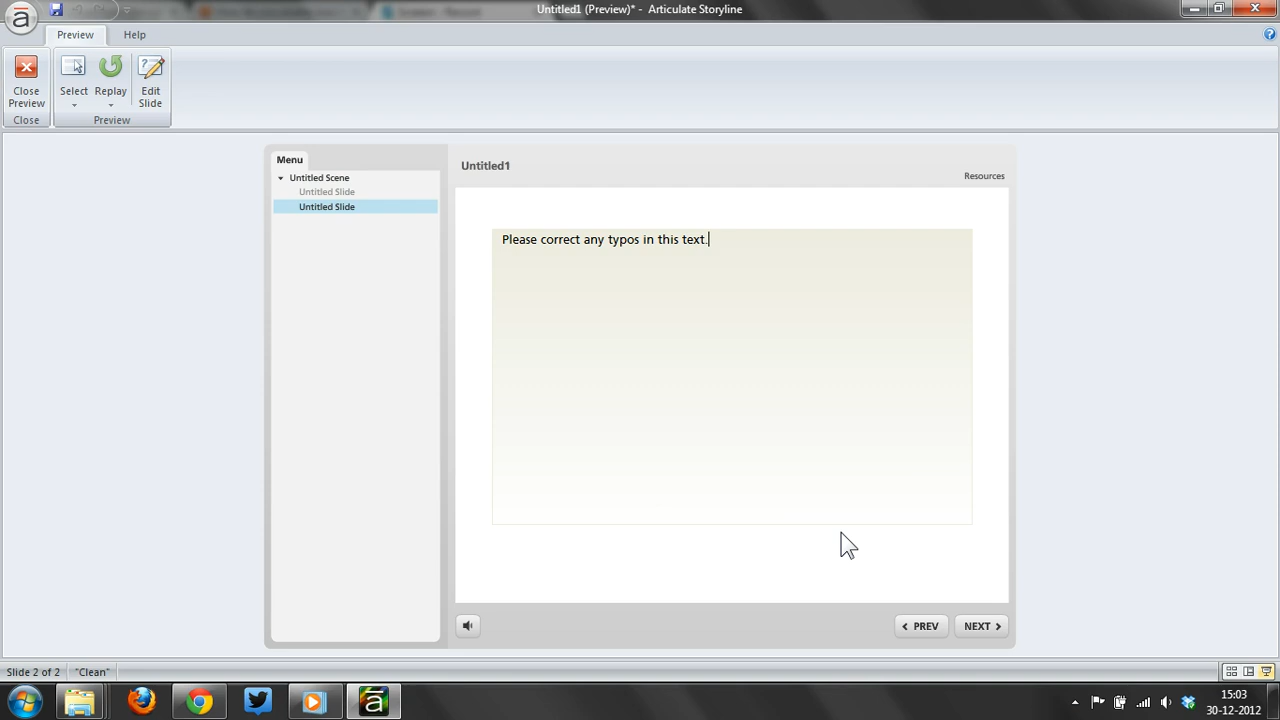 Untitled1 (Preview)* - Articulate Storyline
Preview
Help
Close Preview
Select
Replay
Edit Slide
Close
Preview
Menu
Untitled Scene
Untitled Slide
Untitled Slide
Untitled1
Resources
Please correct any typos in this text.
PREV
NEXT
Slide 2 of 2
"Clean"
15:03
30-12-2012